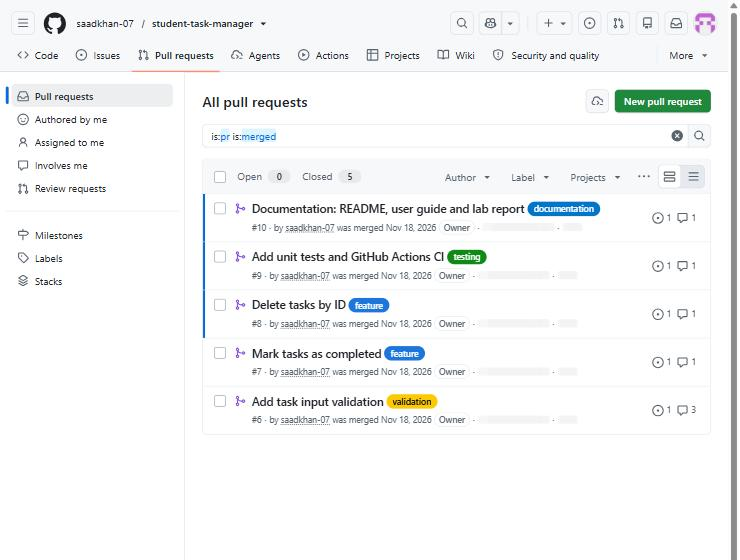 saadkhan-07 / student-task-manager
Code Issues Pull requests Agents Actions Projects Wiki Security and quality More
Pull requests
Authored by me
Assigned to me
Involves me
Review requests
Milestones
Labels
Stacks
All pull requests
New pull request
is:pr is:merged
Open 0 Closed 5 Author Label Projects
Documentation: README, user guide and lab report documentation
#10 · by saadkhan-07 was merged Nov 18, 2026 Owner · ·
1 1
Add unit tests and GitHub Actions CI testing
#9 · by saadkhan-07 was merged Nov 18, 2026 Owner · ·
1 1
Delete tasks by ID feature
#8 · by saadkhan-07 was merged Nov 18, 2026 Owner · ·
1 1
Mark tasks as completed feature
#7 · by saadkhan-07 was merged Nov 18, 2026 Owner · ·
1 1
Add task input validation validation
#6 · by saadkhan-07 was merged Nov 18, 2026 Owner · ·
1 3